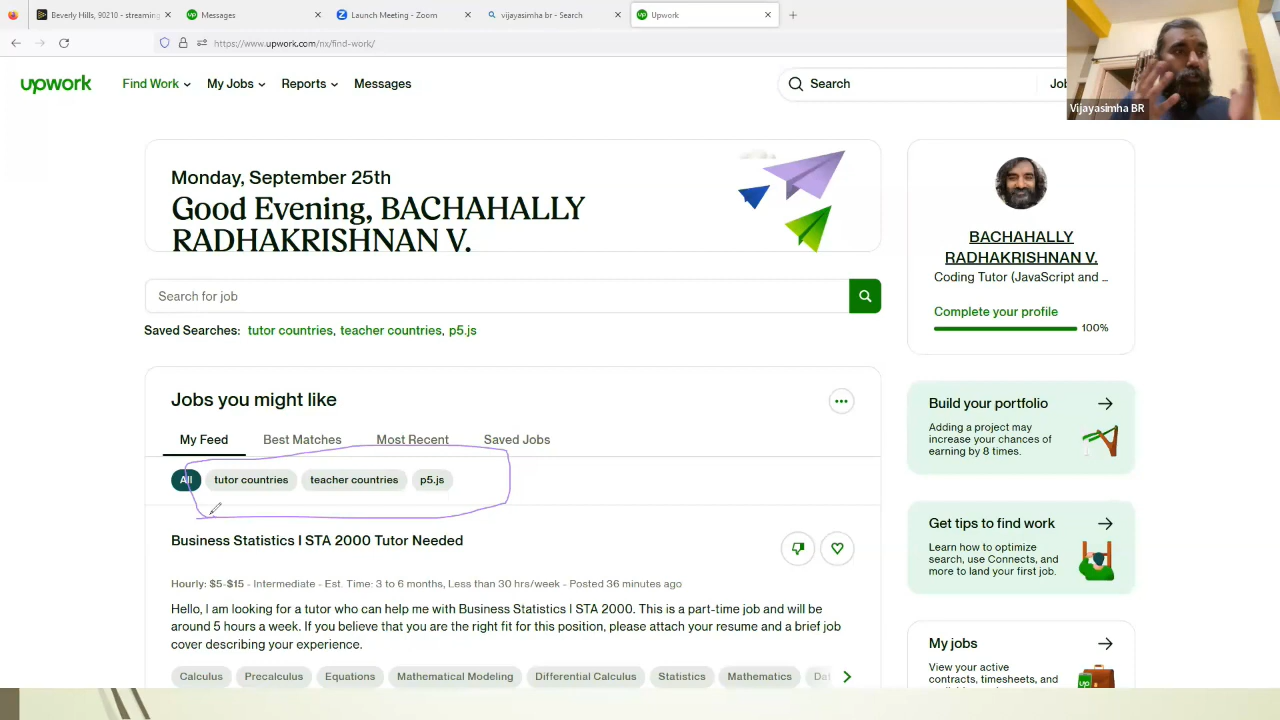 Beverly Hills, 90210 - streaming
Messages
Launch Meeting - Zoom
vijayasimha br - Search
Upwork
https://www.upwork.com/nx/find-work/
upwork
Find Work
My Jobs
Reports
Messages
Search
Vijayasimha BR
Monday, September 25th
Good Evening, BACHAHALLY
RADHAKRISHNAN V.
BACHAHALLY
RADHAKRISHNAN V.
Coding Tutor (JavaScript and ...
Complete your profile
100%
Search for job
Saved Searches: tutor countries, teacher countries, p5.js
Jobs you might like
My Feed
Best Matches
Most Recent
Saved Jobs
All
tutor countries
teacher countries
p5.js
Business Statistics I STA 2000 Tutor Needed
Hourly: $5-$15 - Intermediate - Est. Time: 3 to 6 months, Less than 30 hrs/week - Posted 36 minutes ago
Hello, I am looking for a tutor who can help me with Business Statistics I STA 2000. This is a part-time job and will be
around 5 hours a week. If you believe that you are the right fit for this position, please attach your resume and a brief job
cover describing your experience.
Calculus
Precalculus
Equations
Mathematical Modeling
Differential Calculus
Statistics
Mathematics
Build your portfolio
Adding a project may
increase your chances of
earning by 8 times.
Get tips to find work
Learn how to optimize
search, use Connects, and
more to land your first job.
My jobs
View your active
contracts, timesheets, and